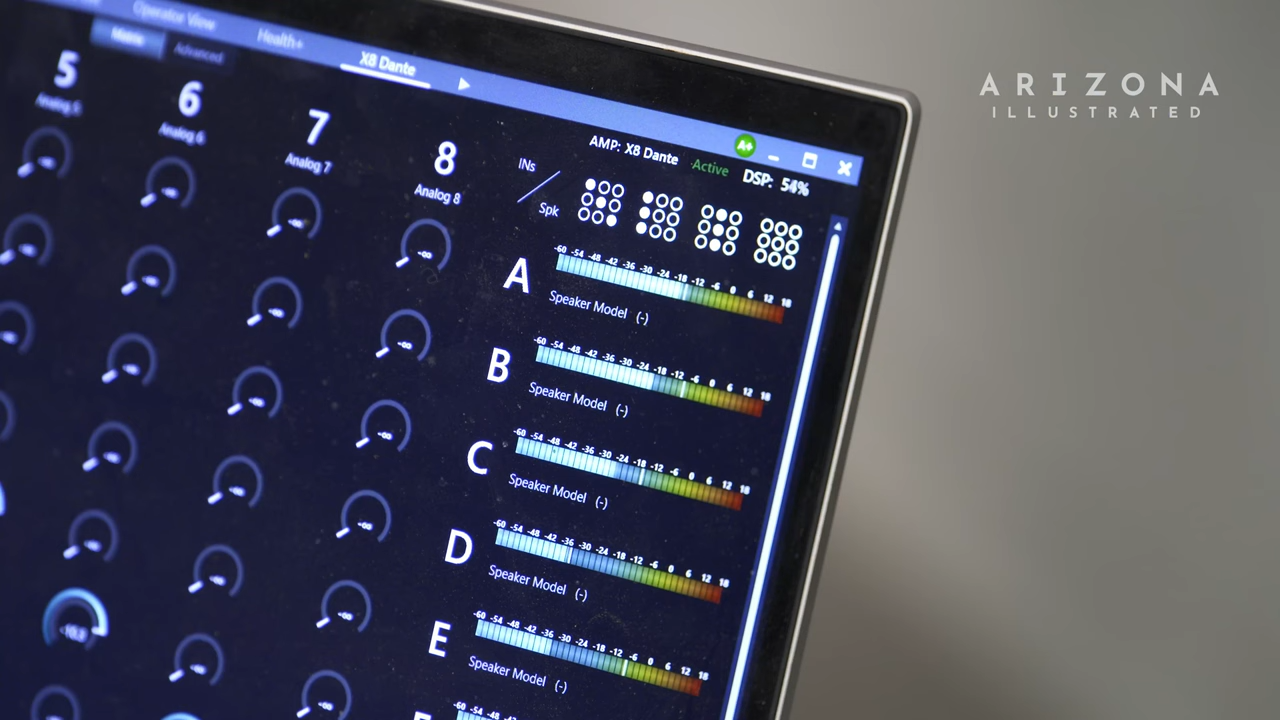 Operator View
Health+
X8 Dante
Matrix
Advanced
ARIZONA
ILLUSTRATED
5
Analog 5
6
Analog 6
7
Analog 7
8
Analog 8
AMP: X8 Dante
A+
Active
DSP: 54%
INs
Spk
A
-60 -54 -48 -42 -36 -30 -24 -18 -12 -6 0 6 12 18
Speaker Model (-)
B
-60 -54 -48 -42 -36 -30 -24 -18 -12 -6 0 6 12 18
Speaker Model (-)
C
-60 -54 -48 -42 -36 -30 -24 -18 -12 -6 0 6 12 18
Speaker Model (-)
D
-60 -54 -48 -42 -36 -30 -24 -18 -12 -6 0 6 12 18
Speaker Model (-)
E
-60 -54 -48 -42 -36 -30 -24 -18 -12 -6 0 6 12 18
Speaker Model (-)
-60 -54 -48 -42
-∞
-∞
-∞
-∞
-∞
-∞
-∞
-∞
-∞
-∞
-∞